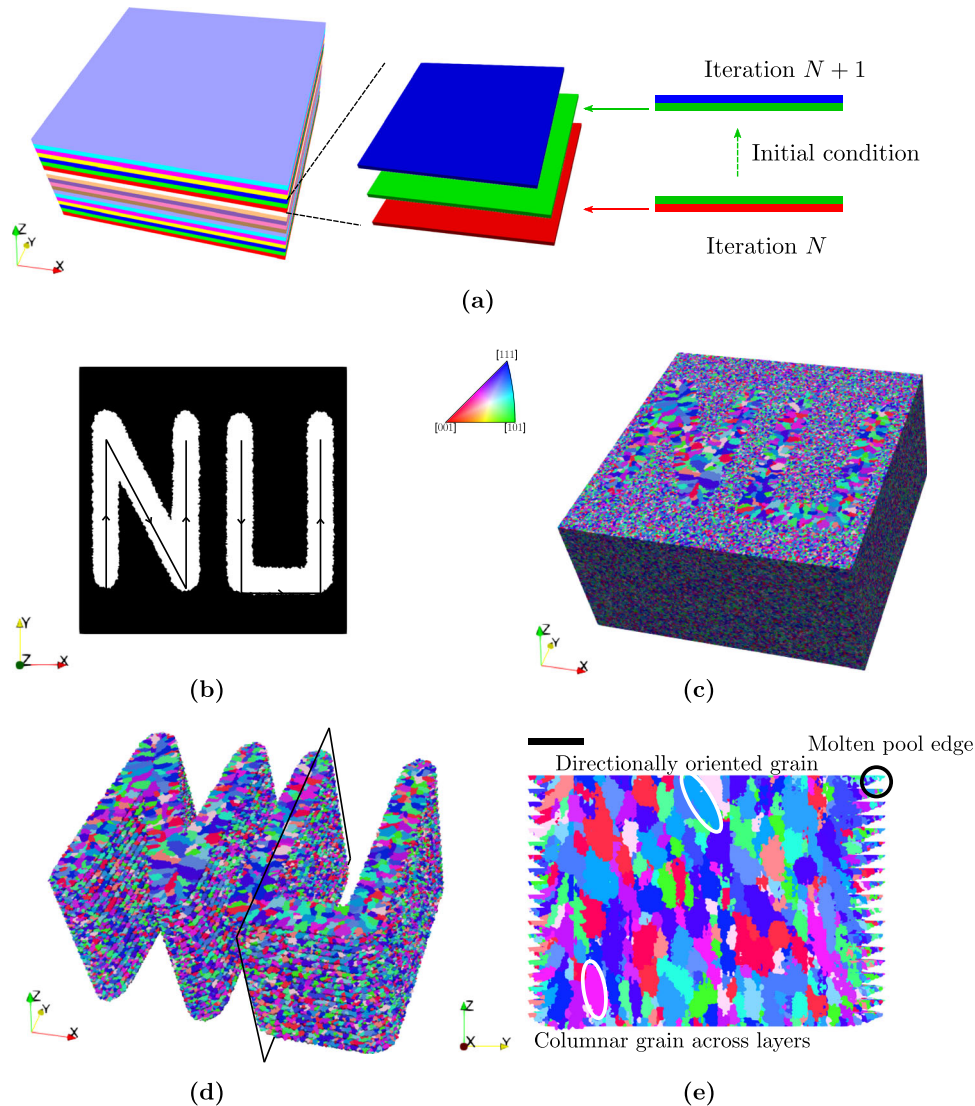 Iteration N + 1
Initial condition
Iteration N
Z
Y
X
(a)
[111]
[001]
[101]
Y
Z
X
(b)
Z
Y
X
(c)
Molten pool edge
Directionally oriented grain
Z
Y
X
Z
X
Y
Columnar grain across layers
(d)
(e)